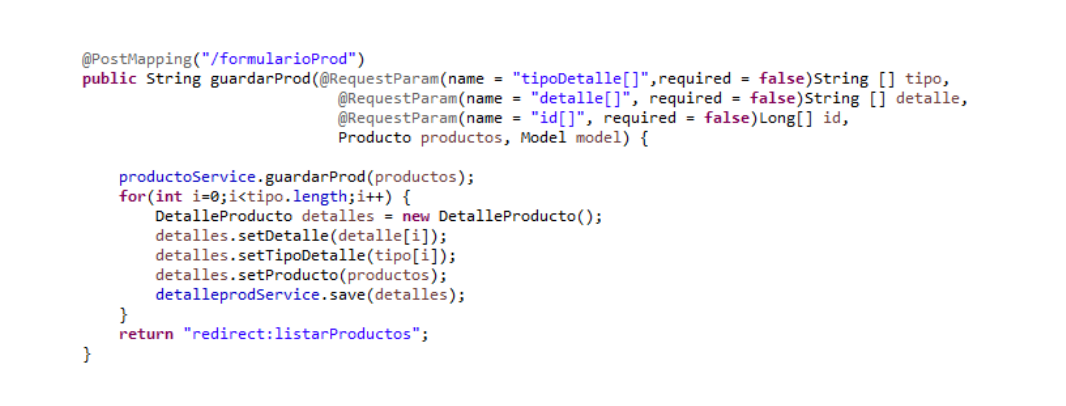 @PostMapping("/formularioProd")
public String guardarProd(@RequestParam(name = "tipoDetalle[]",required = false)String [] tipo,
@RequestParam(name = "detalle[]", required = false)String [] detalle,
@RequestParam(name = "id[]", required = false)Long[] id,
Producto productos, Model model) {
productoService.guardarProd(productos);
for(int i=0;i<tipo.length;i++) {
DetalleProducto detalles = new DetalleProducto();
detalles.setDetalle(detalle[i]);
detalles.setTipoDetalle(tipo[i]);
detalles.setProducto(productos);
detalleprodService.save(detalles);
}
return "redirect:listarProductos";
}